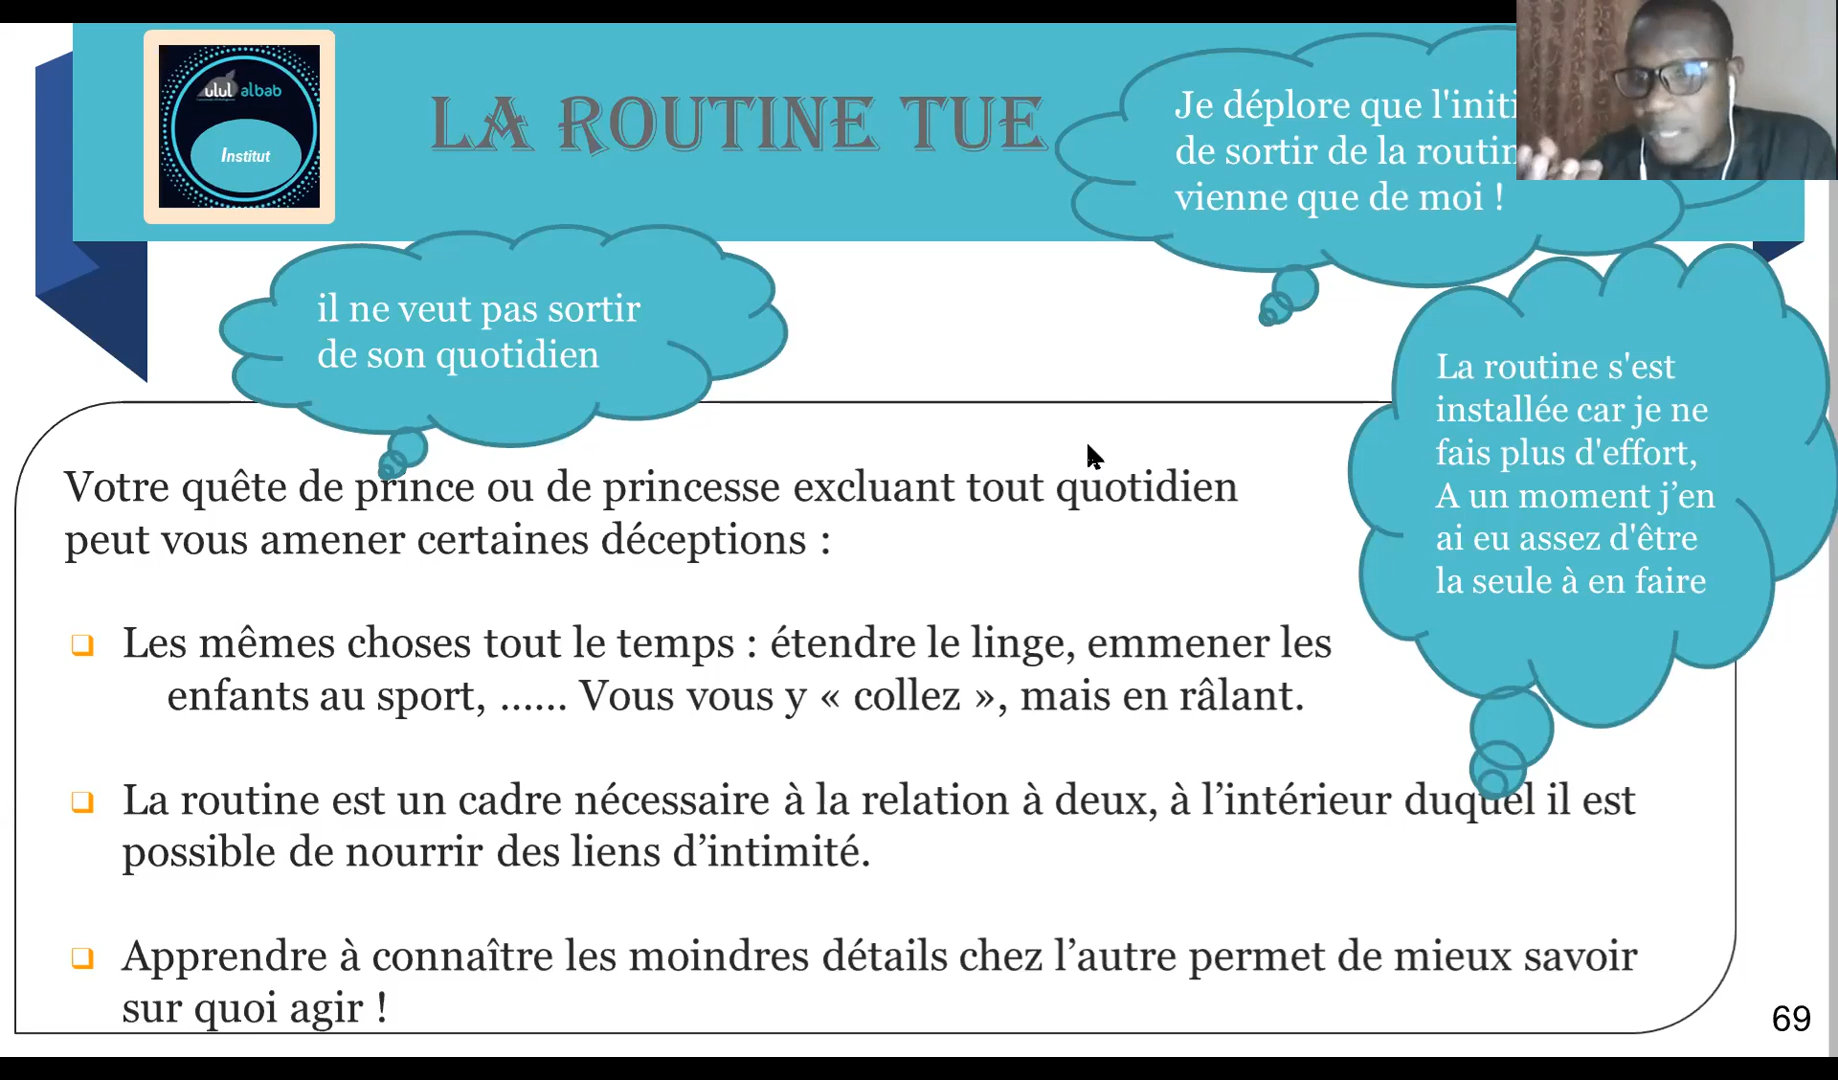 ulul albab
Institut
LA ROUTINE TUE
Je déplore que
de sortir de la
vienne que de moi !
il ne veut pas sortir
de son quotidien
La routine s'est
installée car je ne
fais plus d'effort,
A un moment j’en
ai eu assez d'être
la seule à en faire
Votre quête de prince ou de princesse excluant tout quotidien
peut vous amener certaines déceptions :
❑ Les mêmes choses tout le temps : étendre le linge, emmener les
enfants au sport, ...... Vous vous y « collez », mais en râlant.
❑ La routine est un cadre nécessaire à la relation à deux, à l’intérieur duquel il est
possible de nourrir des liens d’intimité.
❑ Apprendre à connaître les moindres détails chez l’autre permet de mieux savoir
sur quoi agir !
69